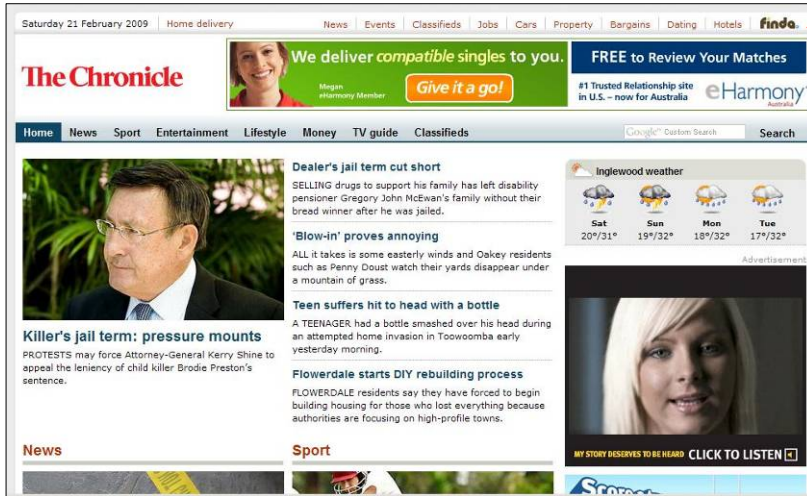 Saturday 21 February 2009 Home delivery News Events Classifieds Jobs Cars Property Bargains Dating Hotels finda.
The Chronicle
We deliver compatible singles to you.
Megan
eHarmony Member
Give it a go!
FREE to Review Your Matches
#1 Trusted Relationship site
in U.S. – now for Australia
eHarmony
Australia
Home News Sport Entertainment Lifestyle Money TV guide Classifieds Google Custom Search Search
Killer's jail term: pressure mounts
PROTESTS may force Attorney-General Kerry Shine to
appeal the leniency of child killer Brodie Preston's
sentence.
Dealer's jail term cut short
SELLING drugs to support his family has left disability
pensioner Gregory John McEwan's family without their
bread winner after he was jailed.
'Blow-in' proves annoying
ALL it takes is some easterly winds and Oakey residents
such as Penny Doust watch their yards disappear under
a mountain of grass.
Teen suffers hit to head with a bottle
A TEENAGER had a bottle smashed over his head during
an attempted home invasion in Toowoomba early
yesterday morning.
Flowerdale starts DIY rebuilding process
FLOWERDALE residents say they have forced to begin
building housing for those who lost everything because
authorities are focusing on high-profile towns.
Inglewood weather
Sat Sun Mon Tue
20°/31° 19°/32° 18°/32° 17°/32°
Advertisement
MY STORY DESERVES TO BE HEARD CLICK TO LISTEN
News
Sport